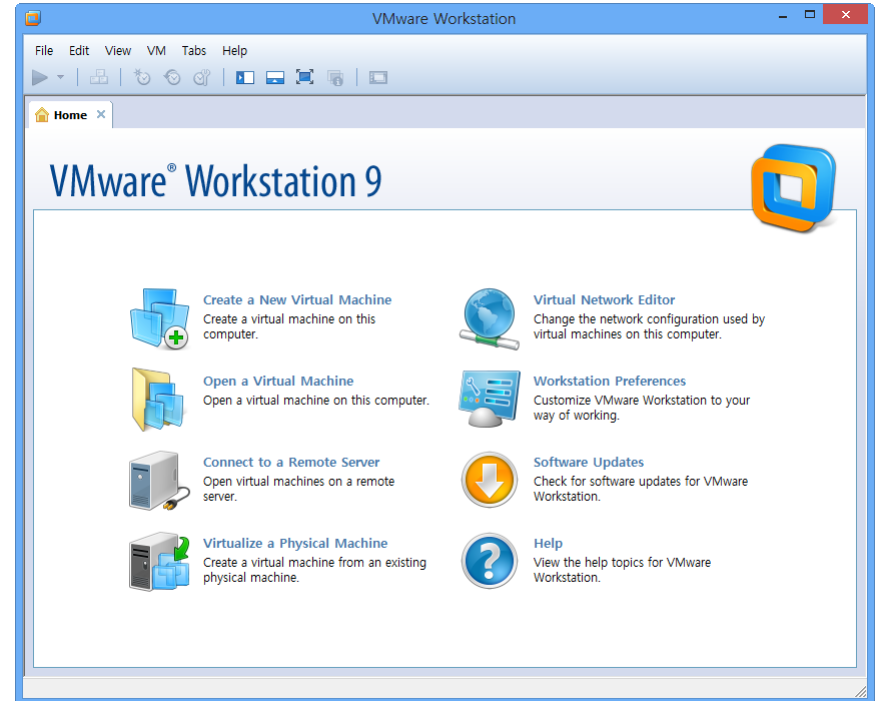 VMware Workstation
File Edit View VM Tabs Help
Home
VMware® Workstation 9
Create a New Virtual Machine
Create a virtual machine on this
computer.
Open a Virtual Machine
Open a virtual machine on this computer.
Connect to a Remote Server
Open virtual machines on a remote
server.
Virtualize a Physical Machine
Create a virtual machine from an existing
physical machine.
Virtual Network Editor
Change the network configuration used by
virtual machines on this computer.
Workstation Preferences
Customize VMware Workstation to your
way of working.
Software Updates
Check for software updates for VMware
Workstation.
Help
View the help topics for VMware
Workstation.